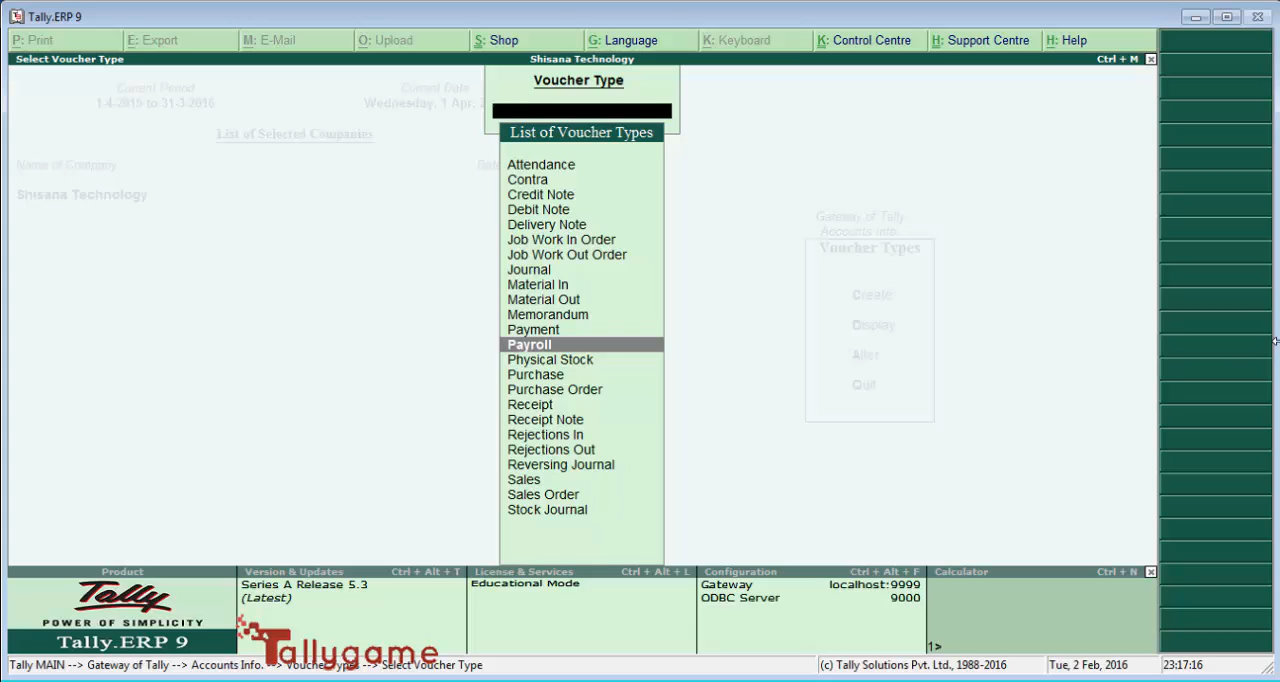 Tally.ERP 9
P: Print E: Export M: E-Mail O: Upload S: Shop G: Language K: Keyboard K: Control Centre H: Support Centre H: Help
Select Voucher Type Shisana Technology Ctrl + M
Current Period Current Date
1-4-2015 to 31-3-2016 Wednesday, 1 Apr, 2
List of Selected Companies
Name of Company Date
Shisana Technology
Voucher Type
List of Voucher Types
Attendance
Contra
Credit Note
Debit Note
Delivery Note
Job Work In Order
Job Work Out Order
Journal
Material In
Material Out
Memorandum
Payment
Payroll
Physical Stock
Purchase
Purchase Order
Receipt
Receipt Note
Rejections In
Rejections Out
Reversing Journal
Sales
Sales Order
Stock Journal
Gateway of Tally
Accounts Info.
Voucher Types
Create
Display
Alter
Quit
Product Version & Updates Ctrl + Alt + T License & Services Ctrl + Alt + L Configuration Ctrl + Alt + F Calculator Ctrl + N
Tally
POWER OF SIMPLICITY
Tally.ERP 9
Series A Release 5.3
(Latest)
Educational Mode
Gateway localhost:9999
ODBC Server 9000
1>
Tallygame
Tally MAIN --> Gateway of Tally --> Accounts Info. --> Voucher Types --> Select Voucher Type (c) Tally Solutions Pvt. Ltd., 1988-2016 Tue, 2 Feb, 2016 23:17:16